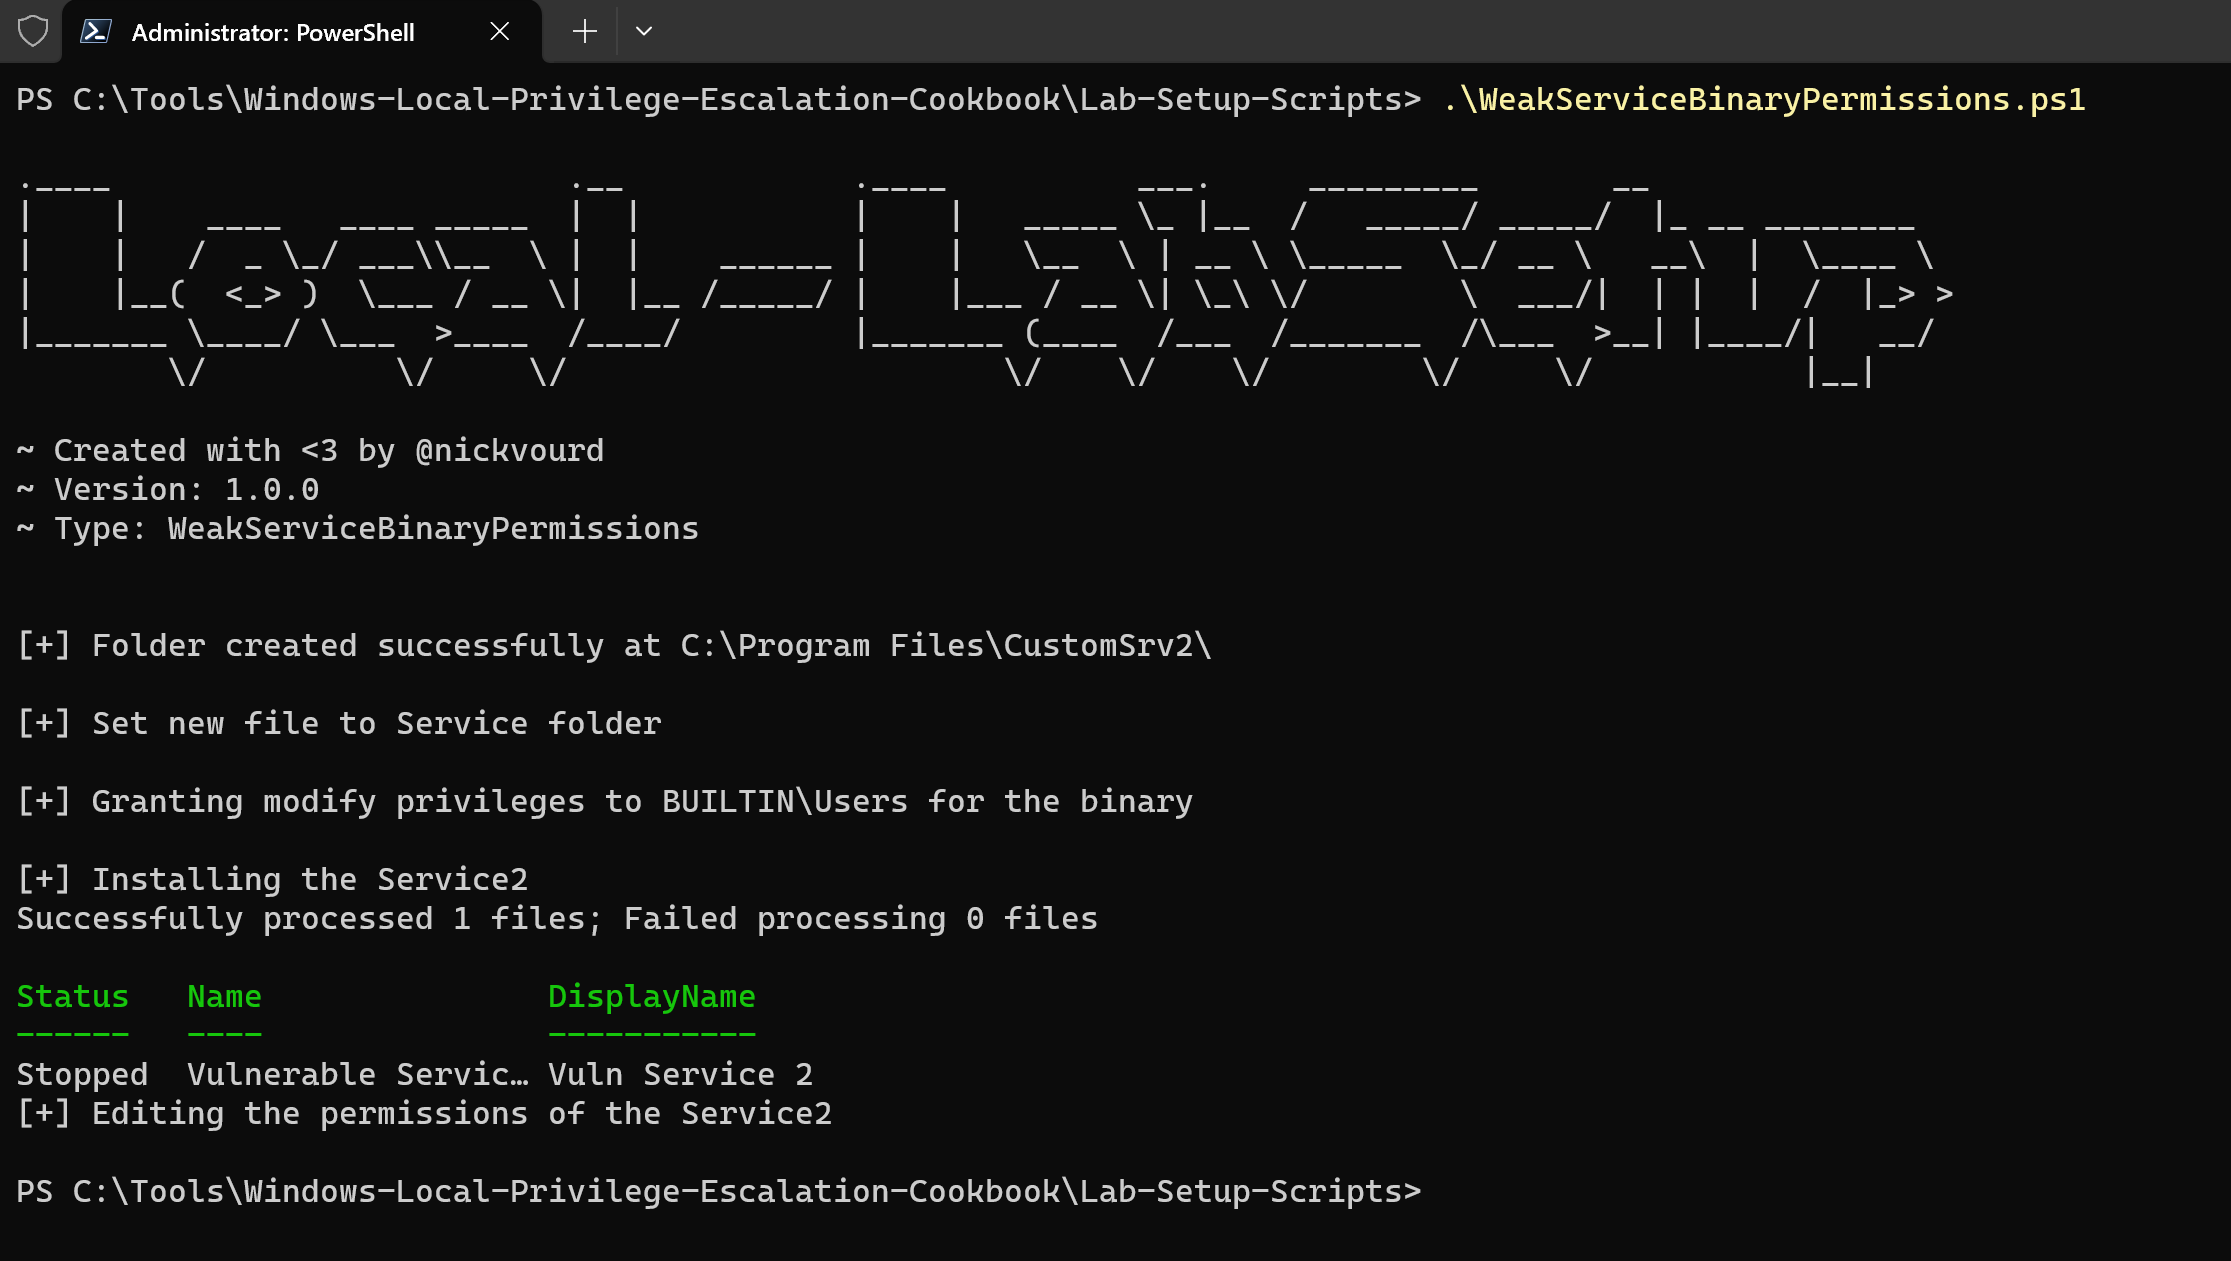 Administrator: PowerShell
PS C:\Tools\Windows-Local-Privilege-Escalation-Cookbook\Lab-Setup-Scripts> .\WeakServiceBinaryPermissions.ps1
Local-LabSetup
~ Created with <3 by @nickvourd
~ Version: 1.0.0
~ Type: WeakServiceBinaryPermissions
[+] Folder created successfully at C:\Program Files\CustomSrv2\
[+] Set new file to Service folder
[+] Granting modify privileges to BUILTIN\Users for the binary
[+] Installing the Service2
Successfully processed 1 files; Failed processing 0 files
Status   Name               DisplayName
------   ----               -----------
Stopped  Vulnerable Servic… Vuln Service 2
[+] Editing the permissions of the Service2
PS C:\Tools\Windows-Local-Privilege-Escalation-Cookbook\Lab-Setup-Scripts>